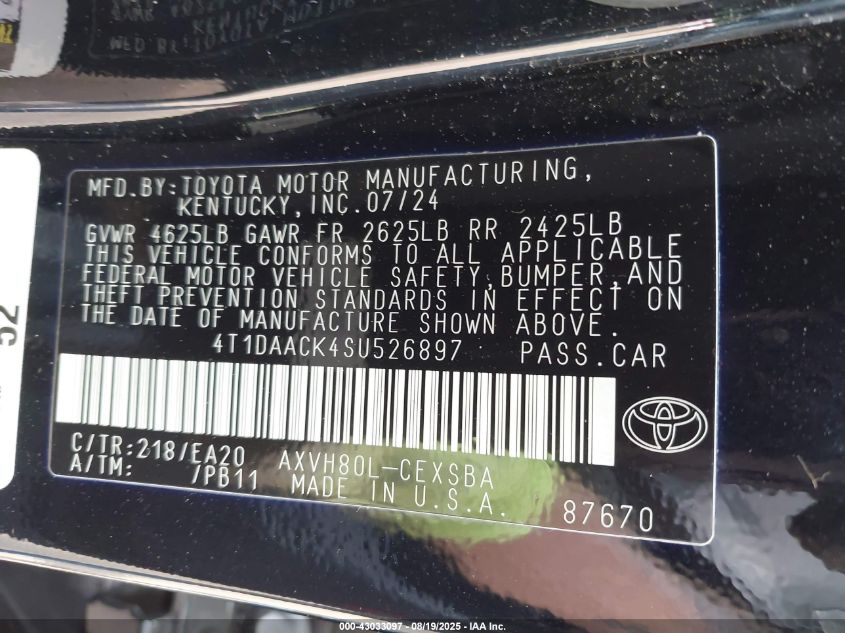 MFD.BY:TOYOTA MOTOR MANUFACTURING,
KENTUCKY,INC.07/24
GVWR 4625LB GAWR FR 2625LB RR 2425LB
THIS VEHICLE CONFORMS TO ALL APPLICABLE
FEDERAL MOTOR VEHICLE SAFETY,BUMPER,AND
THEFT PREVENTION STANDARDS IN EFFECT ON
THE DATE OF MANUFACTURE SHOWN ABOVE.
4T1DAACK4SU526897 PASS.CAR
C/TR:218/EA20 AXVH80L-CEXSBA
A/TM: /PB11 MADE IN U.S.A. 87670
52
000-43033097 - 08/19/2025 - IAA Inc.